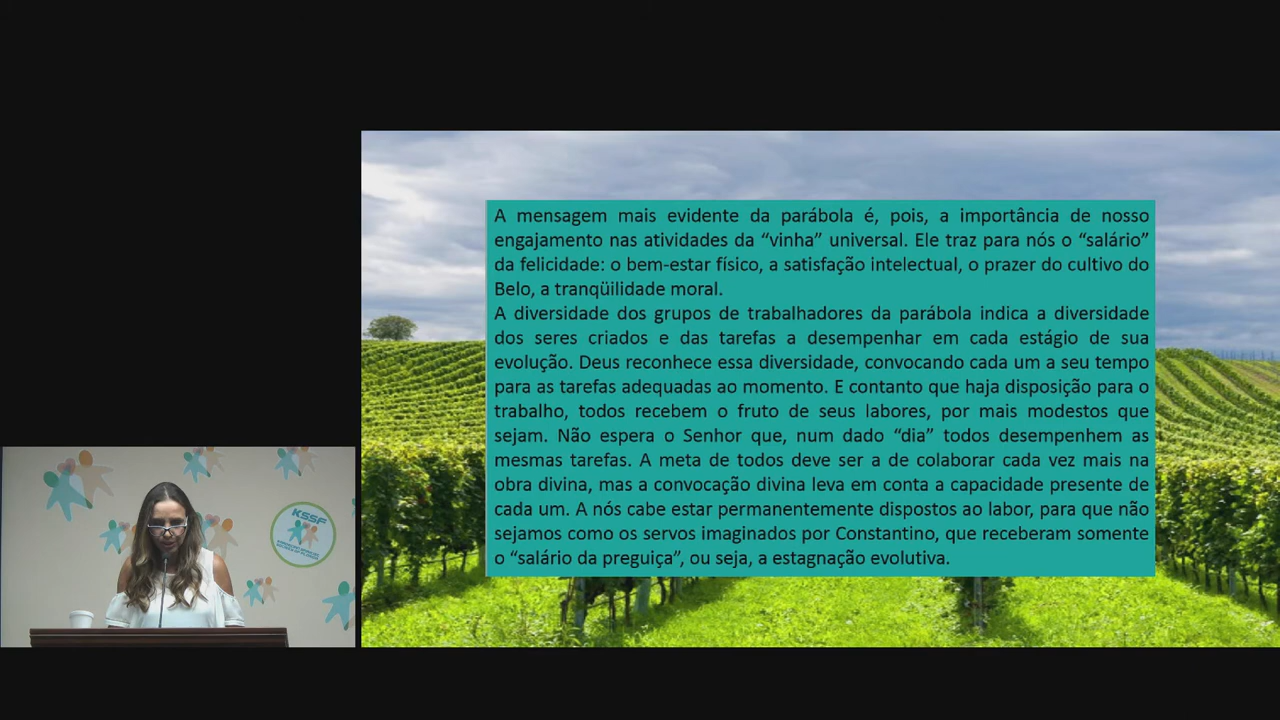 A mensagem mais evidente da parábola é, pois, a importância de nosso
engajamento nas atividades da “vinha” universal. Ele traz para nós o “salário”
da felicidade: o bem-estar físico, a satisfação intelectual, o prazer do cultivo do
Belo, a tranqüilidade moral.
A diversidade dos grupos de trabalhadores da parábola indica a diversidade
dos seres criados e das tarefas a desempenhar em cada estágio de sua
evolução. Deus reconhece essa diversidade, convocando cada um a seu tempo
para as tarefas adequadas ao momento. E contanto que haja disposição para o
trabalho, todos recebem o fruto de seus labores, por mais modestos que
sejam. Não espera o Senhor que, num dado “dia” todos desempenhem as
mesmas tarefas. A meta de todos deve ser a de colaborar cada vez mais na
obra divina, mas a convocação divina leva em conta a capacidade presente de
cada um. A nós cabe estar permanentemente dispostos ao labor, para que não
sejamos como os servos imaginados por Constantino, que receberam somente
o “salário da preguiça”, ou seja, a estagnação evolutiva.
KSSF